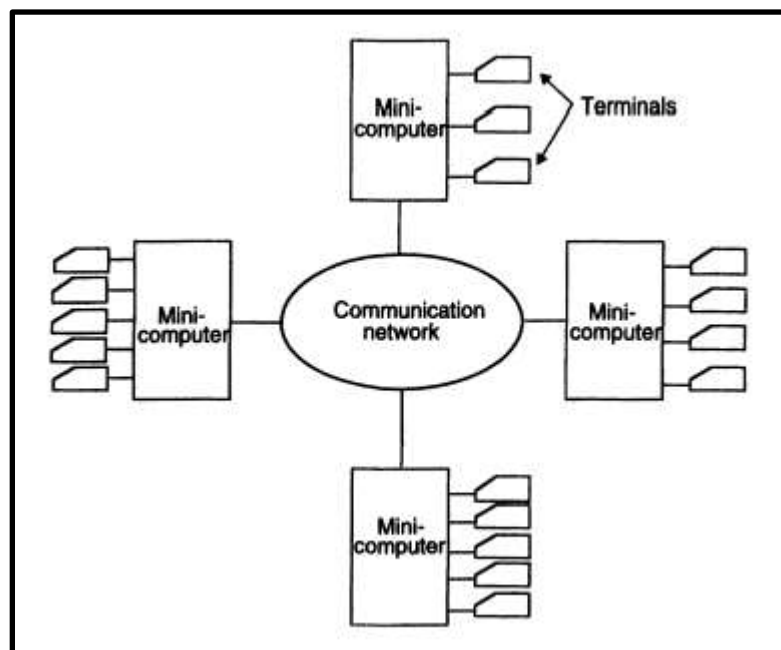 Mini-
computer
Terminals
Mini-
computer
Communication
network
Mini-
computer
Mini-
computer